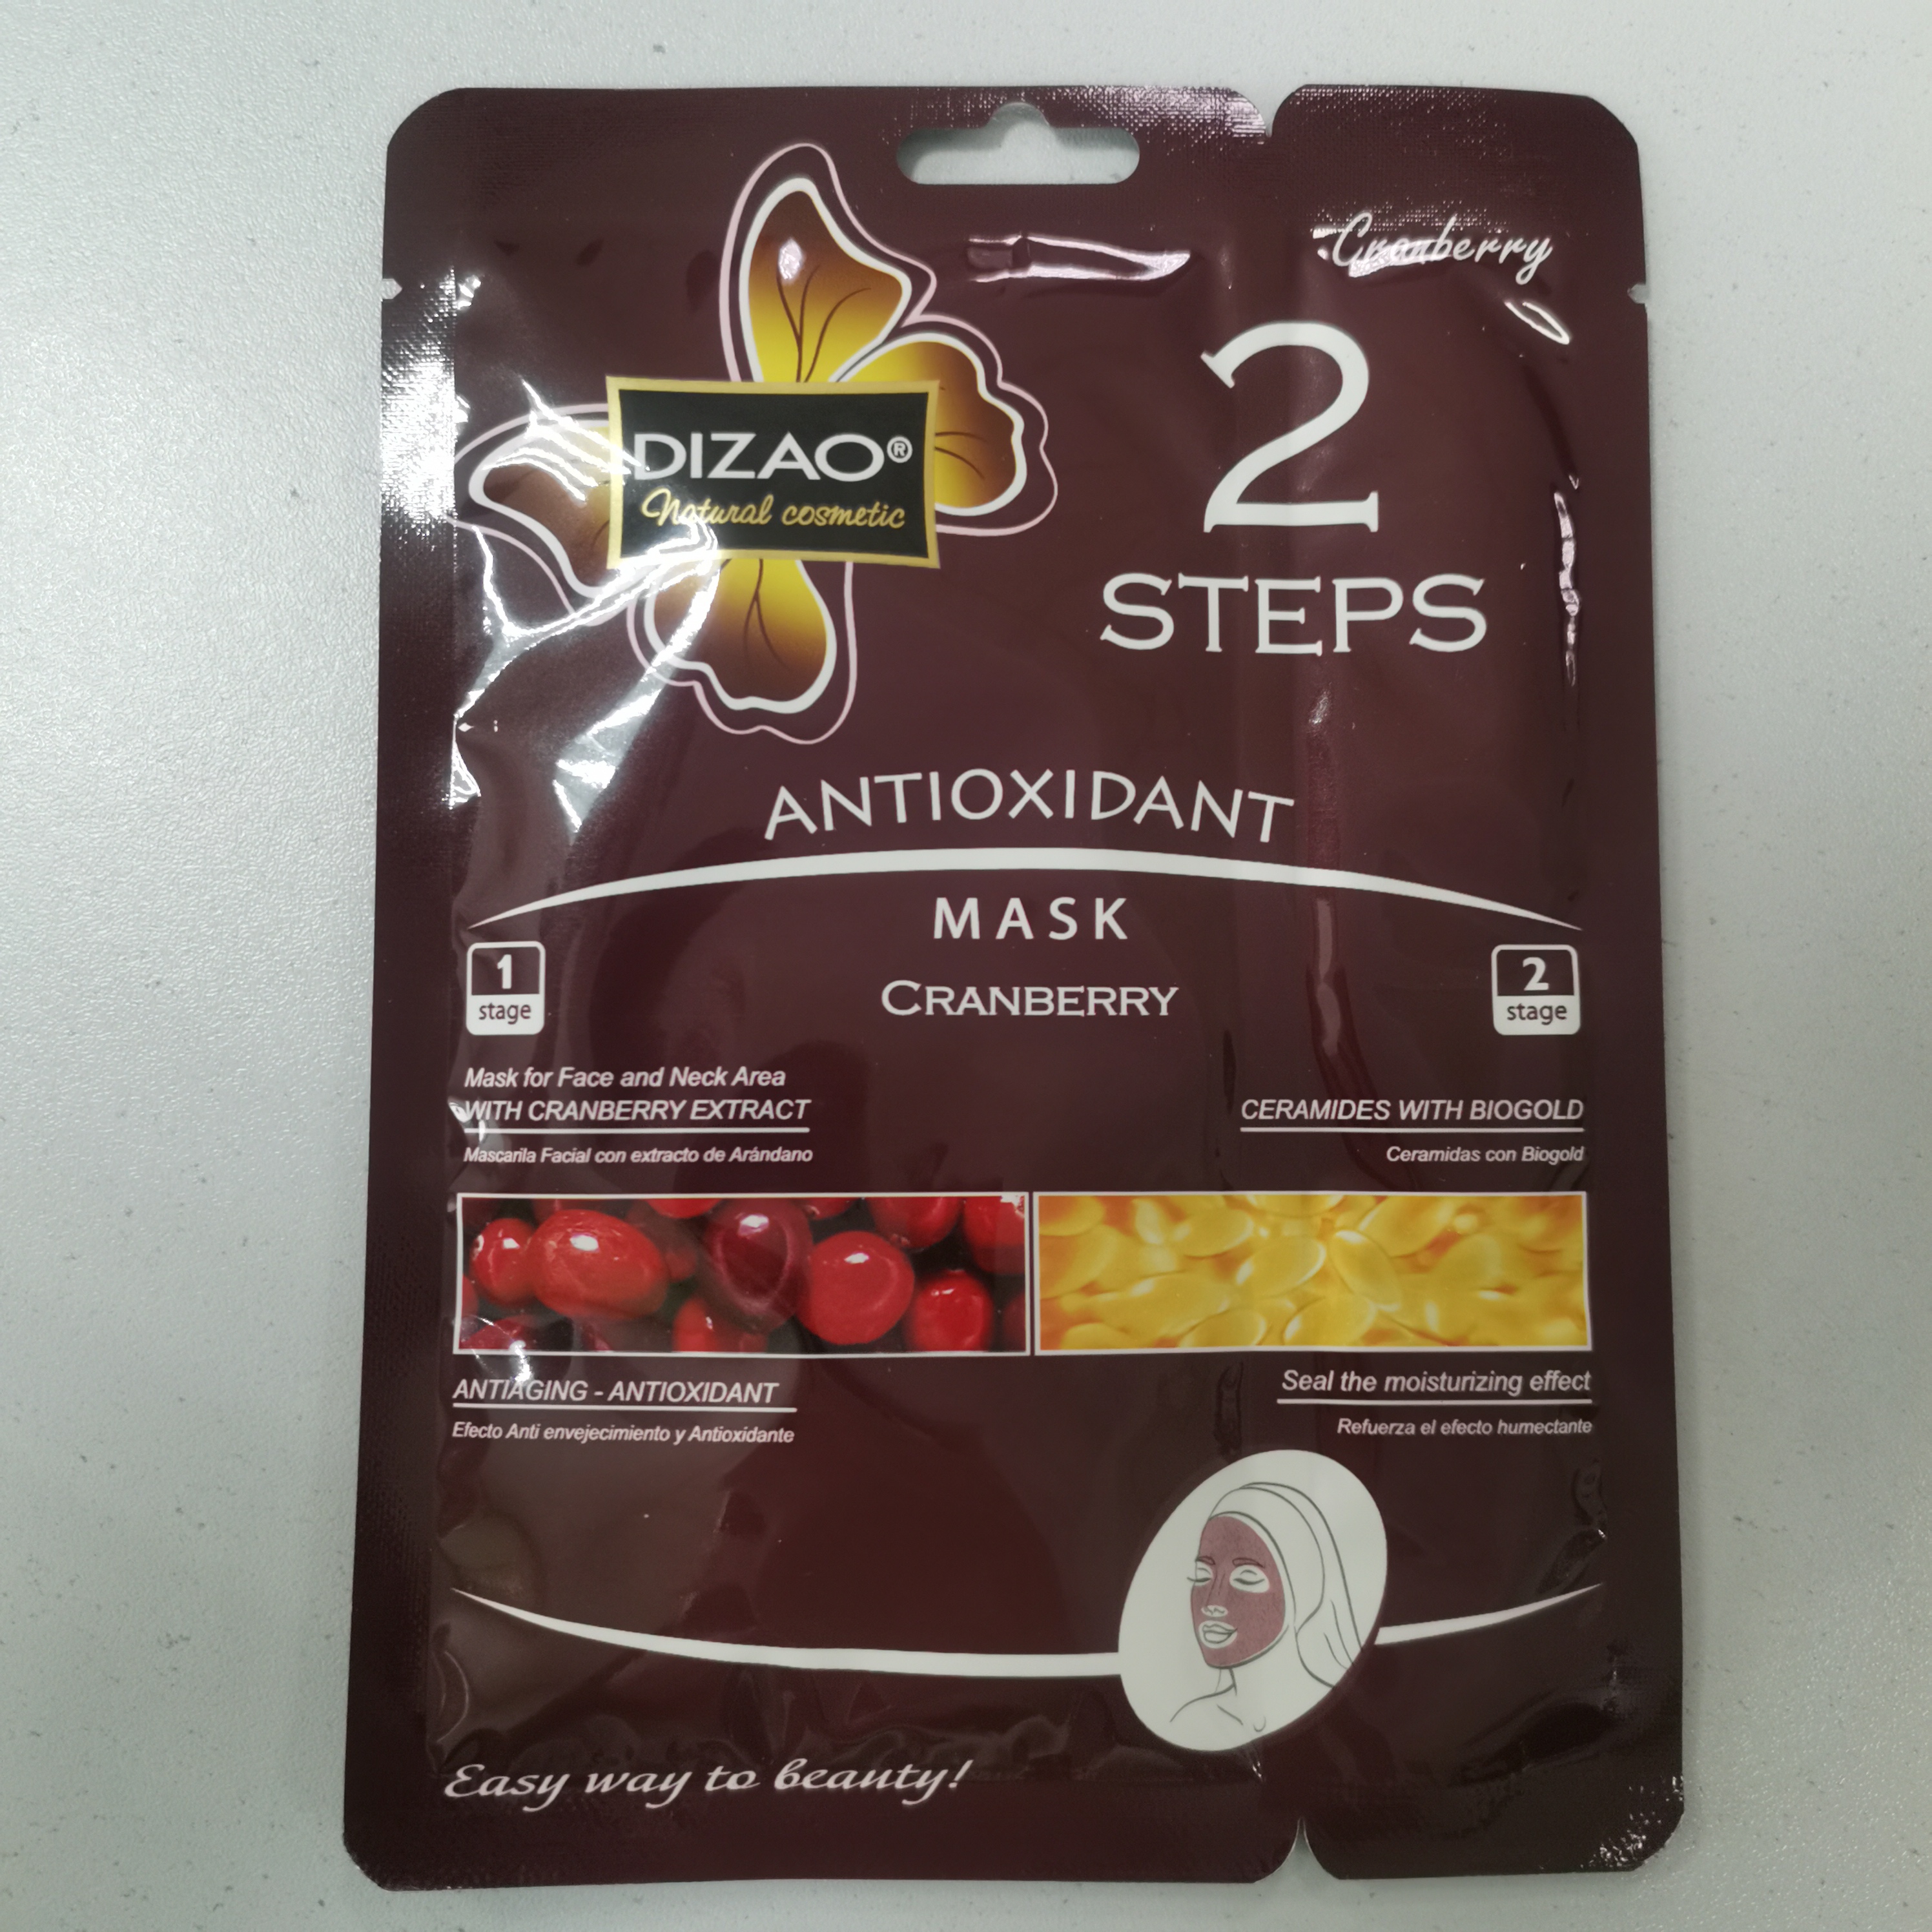 Cranberry
DIZAO®
Natural cosmetic
2
STEPS
ANTIOXIDANT
MASK
CRANBERRY
1
stage
2
stage
Mask for Face and Neck Area
WITH CRANBERRY EXTRACT
Mascarila Facial con extracto de Arándano
CERAMIDES WITH BIOGOLD
Ceramidas con Biogold
ANTIAGING - ANTIOXIDANT
Efecto Anti envejecimiento y Antioxidante
Seal the moisturizing effect
Refuerza el efecto humectante
Easy way to beauty!